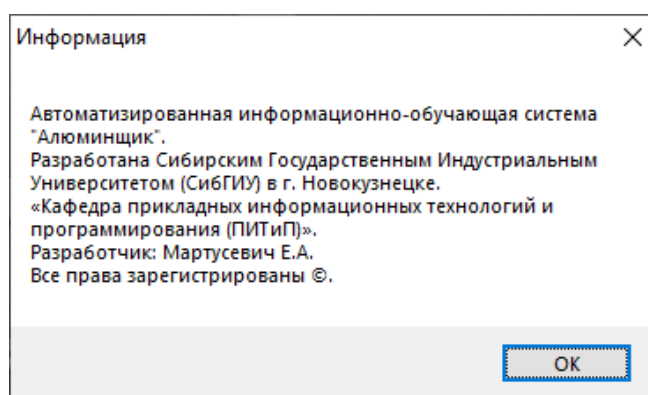 Информация
Автоматизированная информационно-обучающая система
"Алюминщик".
Разработана Сибирским Государственным Индустриальным
Университетом (СибГИУ) в г. Новокузнецке.
«Кафедра прикладных информационных технологий и
программирования (ПИТиП)».
Разработчик: Мартусевич Е.А.
Все права зарегистрированы ©.
ОК